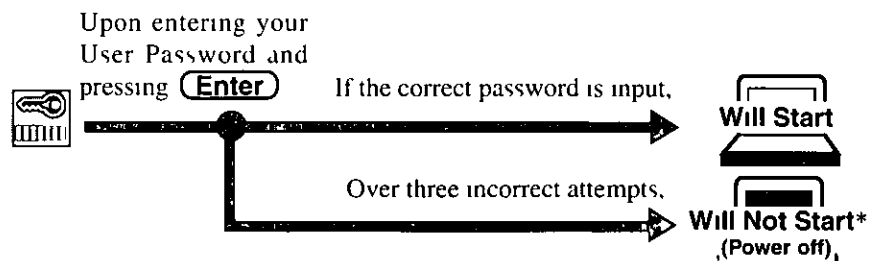 Upon entering your
User Password and
pressing Enter
If the correct password is input,
Will Start
Over three incorrect attempts,
Will Not Start*
(Power off)